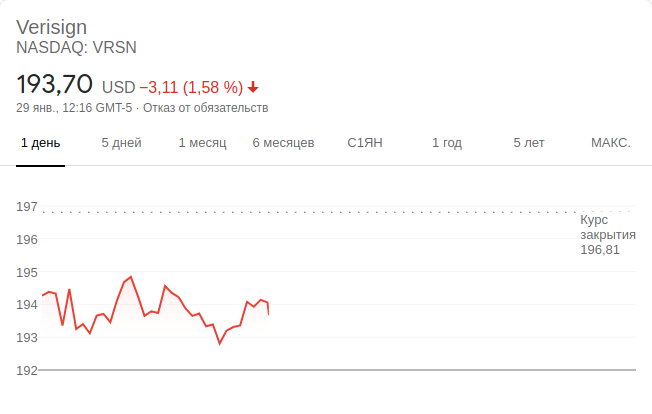 Verisign
NASDAQ: VRSN
193,70 USD −3,11 (1,58 %)
29 янв., 12:16 GMT-5 · Отказ от обязательств
1 день 5 дней 1 месяц 6 месяцев С1ЯН 1 год 5 лет МАКС.
197
Курс
закрытия
196,81
196
195
194
193
192